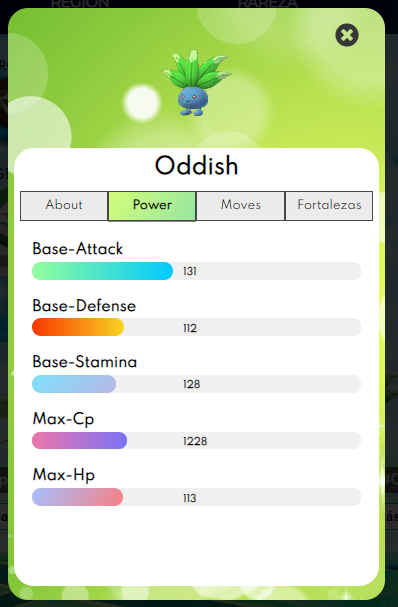 REGION RAREZA
Oddish
About Power Moves Fortalezas
Base-Attack
131
Base-Defense
112
Base-Stamina
128
Max-Cp
1228
Max-Hp
113